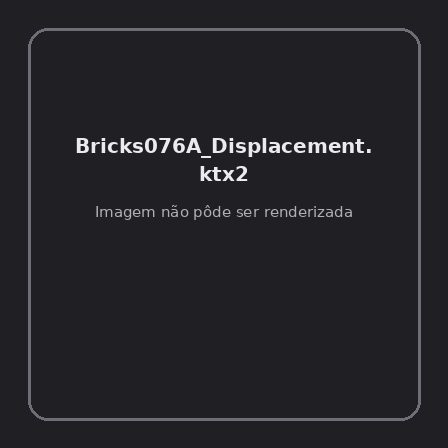 Bricks076A_Displacement.
ktx2
Imagem não pôde ser renderizada